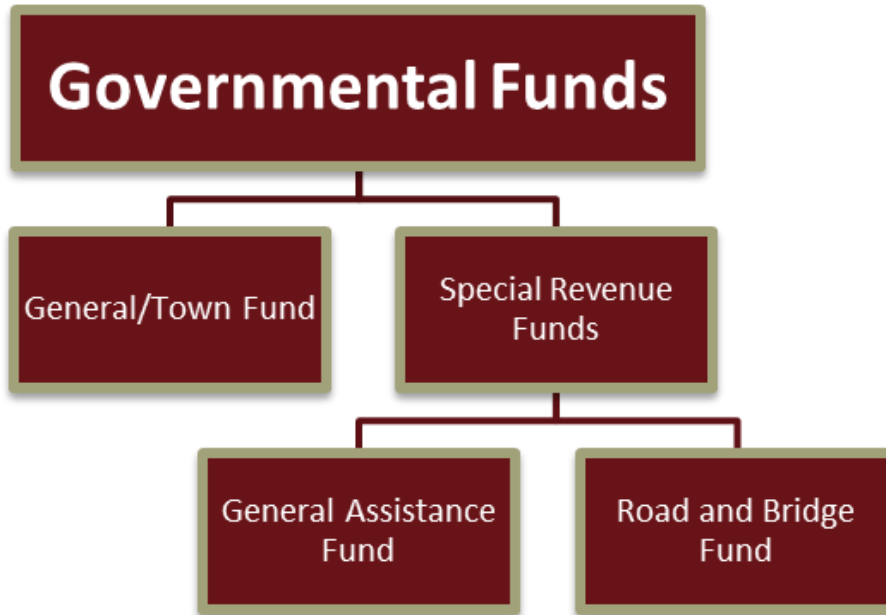 Governmental Funds
General/Town Fund
Special Revenue
Funds
General Assistance
Fund
Road and Bridge
Fund